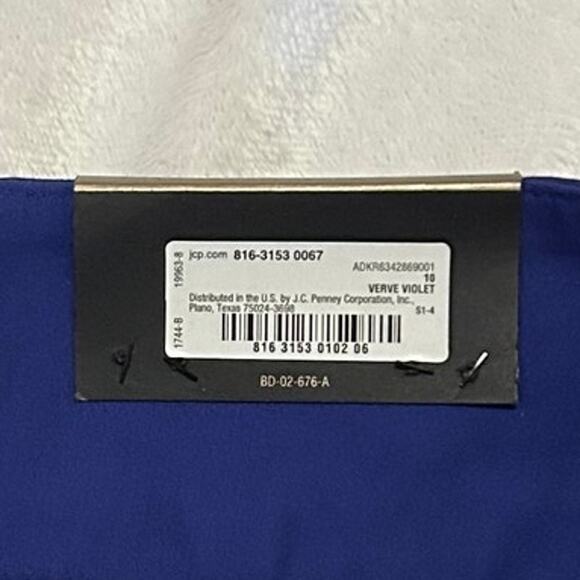 jcp.com 816-3153 0067
ADKR6342869001
10
VERVE VIOLET
Distributed in the U.S. by J.C. Penney Corporation, Inc.,
Plano, Texas 75024-3698
S1-4
816 3153 0102 06
1744-B 19963-8
BD-02-676-A